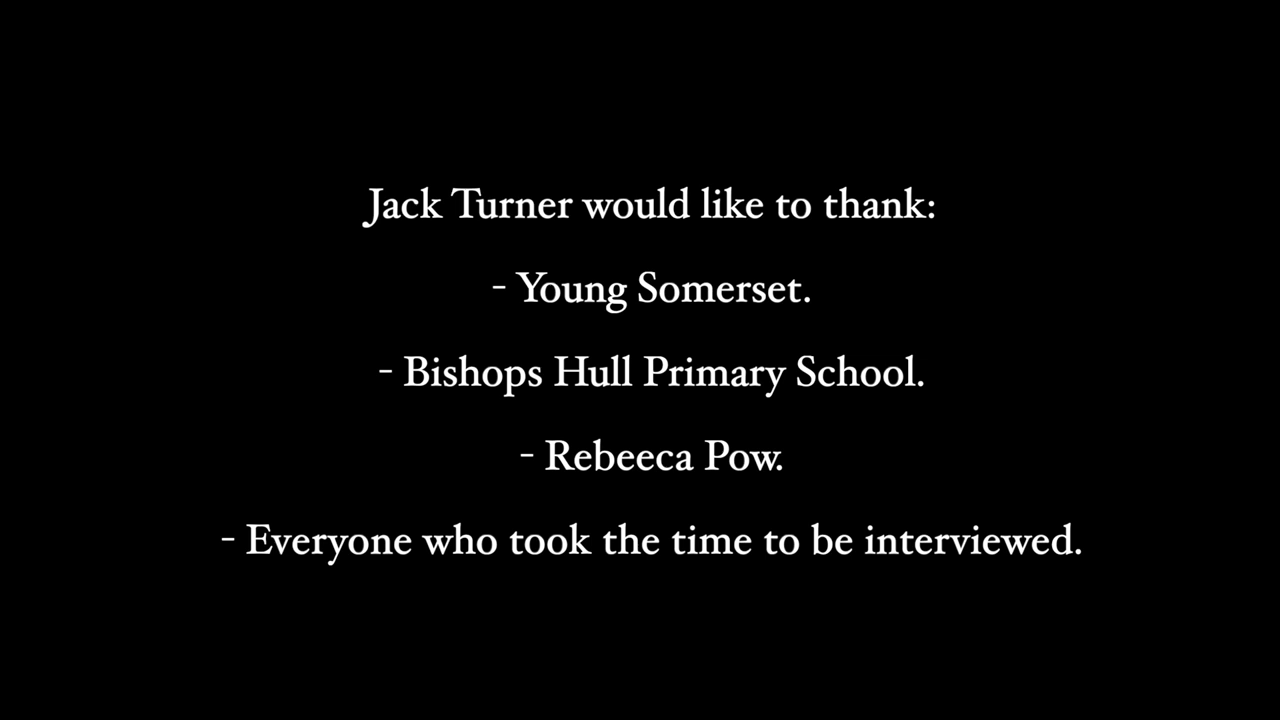 Jack Turner would like to thank:
- Young Somerset.
- Bishops Hull Primary School.
- Rebeeca Pow.
- Everyone who took the time to be interviewed.